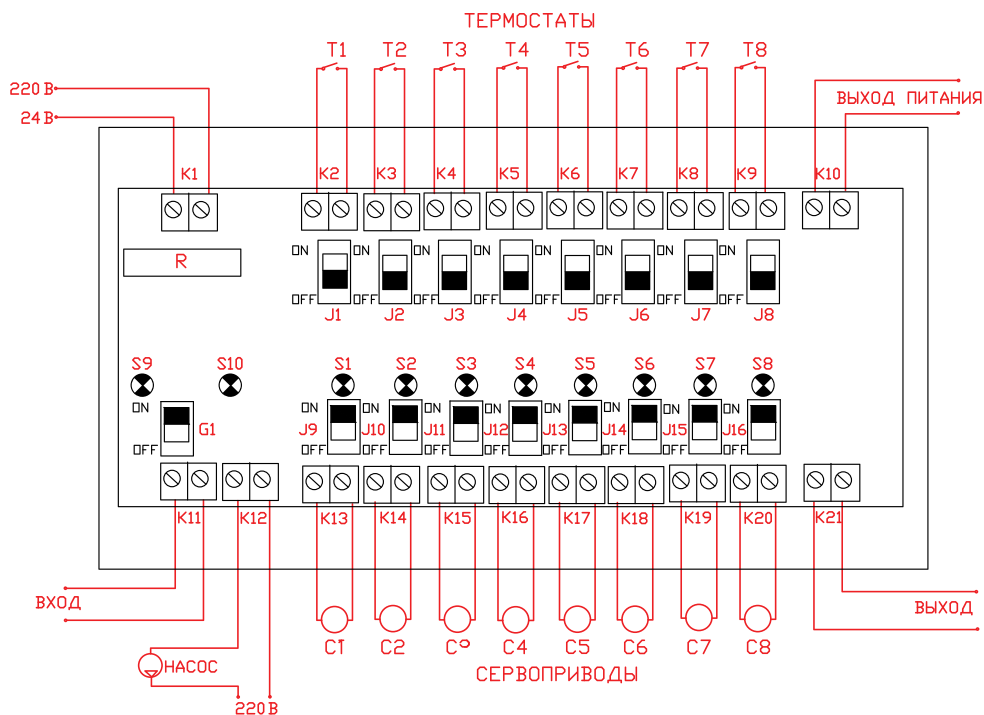 ТЕРМОСТАТЫ
T1 T2 T3 T4 T5 T6 T7 T8
220 В
24 В
ВЫХОД ПИТАНИЯ
K1 K2 K3 K4 K5 K6 K7 K8 K9 K10
ON ON ON ON ON ON ON ON
R
OFF OFF OFF OFF OFF OFF OFF OFF
J1 J2 J3 J4 J5 J6 J7 J8
S9 S10 S1 S2 S3 S4 S5 S6 S7 S8
ON ON ON ON ON ON ON ON ON
G1 J9 J10 J11 J12 J13 J14 J15 J16
OFF OFF OFF OFF OFF OFF OFF OFF OFF
K11 K12 K13 K14 K15 K16 K17 K18 K19 K20 K21
ВХОД
ВЫХОД
C1 C2 C C4 C5 C6 C7 C8
НАСОС
СЕРВОПРИВОДЫ
220 В